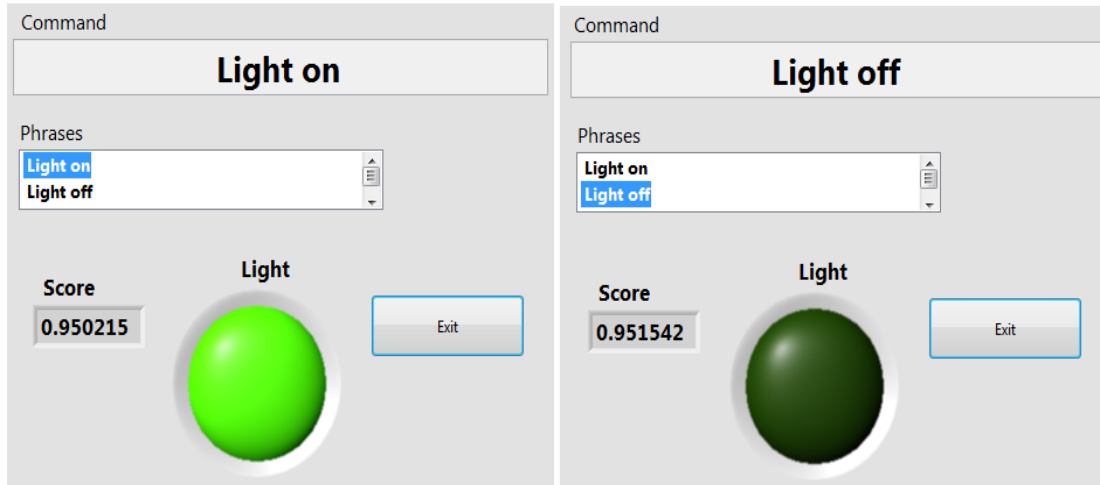 Command
Light on
Phrases
Light on
Light off
Light
Score
0.950215
Exit
Command
Light off
Phrases
Light on
Light off
Light
Score
0.951542
Exit